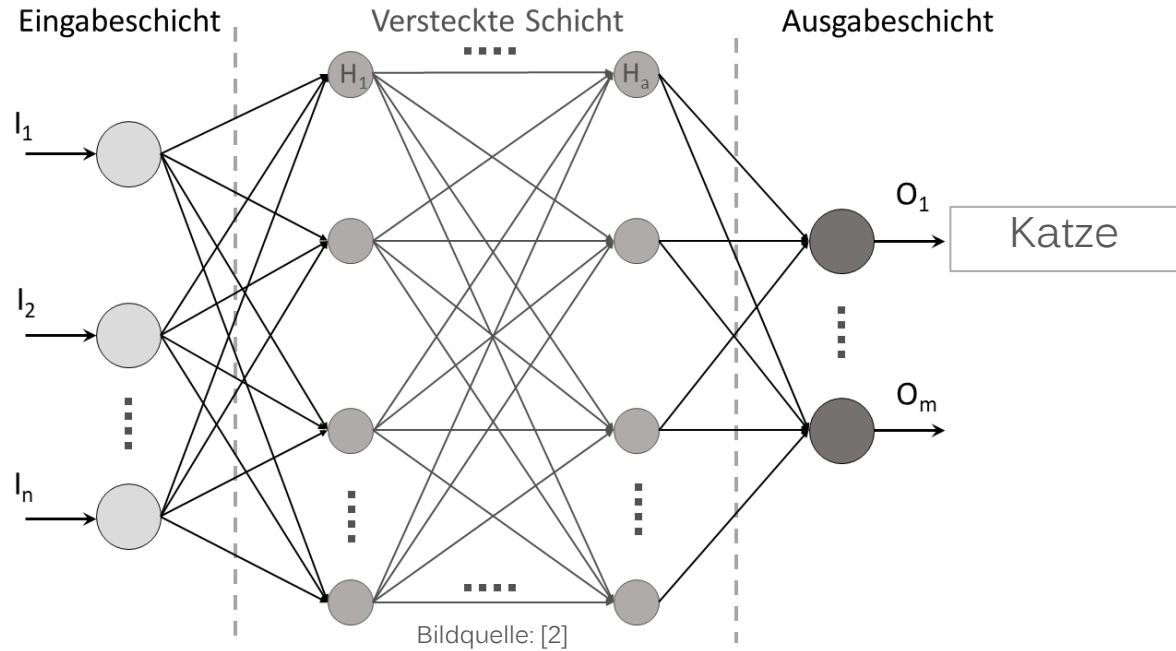 Eingabeschicht
Versteckte Schicht
Ausgabeschicht
H₁
Hₐ
I₁
O₁
Katze
I₂
Oₘ
Iₙ
Bildquelle: [2]